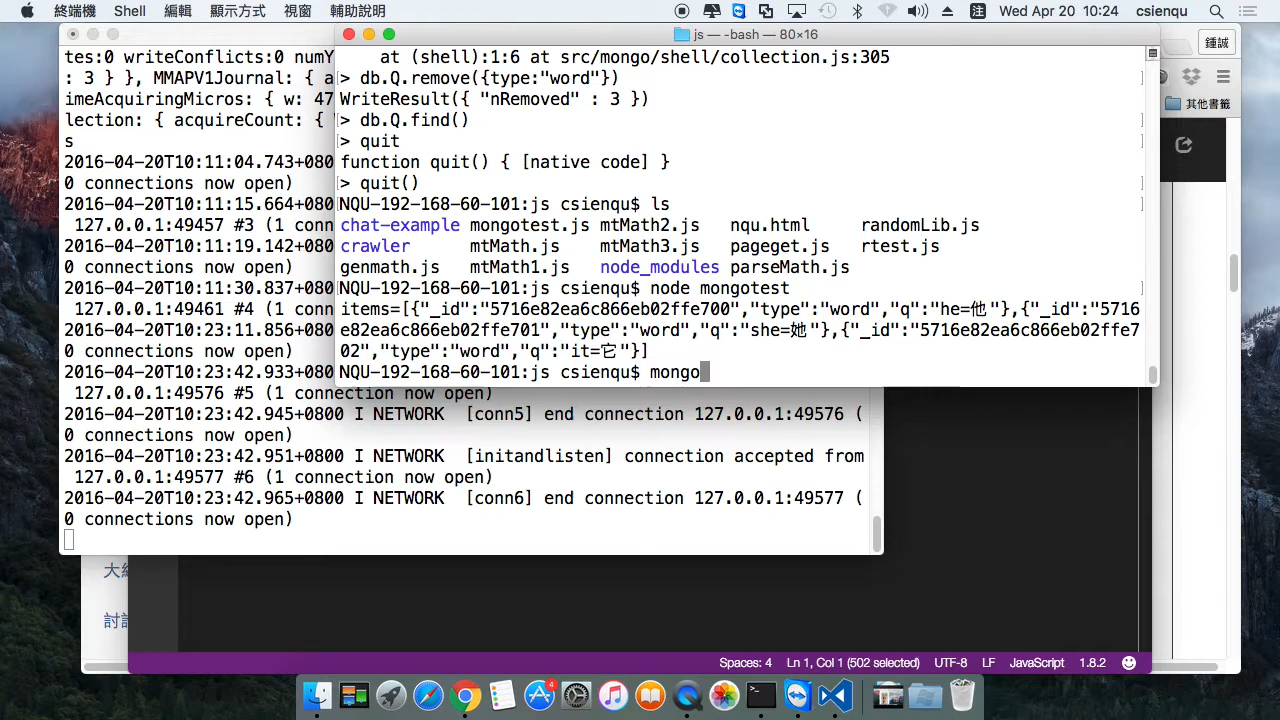 Shell 終端機 編輯 顯示方式 視窗 輔助說明 注 Wed Apr 20 10:24 csienqu
js — -bash — 80×16
鍾誠
其他書籤
tes:0 writeConflicts:0 numY
: 3 } }, MMAPV1Journal: { a
imeAcquiringMicros: { w: 47
lection: { acquireCount: {
s
2016-04-20T10:11:04.743+0800
0 connections now open)
2016-04-20T10:11:15.664+0800
127.0.0.1:49457 #3 (1 conn
2016-04-20T10:11:19.142+0800
0 connections now open)
2016-04-20T10:11:30.837+0800
127.0.0.1:49461 #4 (1 conn
2016-04-20T10:23:11.856+0800
0 connections now open)
2016-04-20T10:23:42.933+0800
127.0.0.1:49576 #5 (1 connection now open)
2016-04-20T10:23:42.945+0800 I NETWORK [conn5] end connection 127.0.0.1:49576 (
0 connections now open)
2016-04-20T10:23:42.951+0800 I NETWORK [initandlisten] connection accepted from
127.0.0.1:49577 #6 (1 connection now open)
2016-04-20T10:23:42.965+0800 I NETWORK [conn6] end connection 127.0.0.1:49577 (
0 connections now open)
at (shell):1:6 at src/mongo/shell/collection.js:305
> db.Q.remove({type:"word"})
WriteResult({ "nRemoved" : 3 })
> db.Q.find()
> quit
function quit() { [native code] }
> quit()
NQU-192-168-60-101:js csienqu$ ls
chat-example mongotest.js mtMath2.js nqu.html randomLib.js
crawler mtMath.js mtMath3.js pageget.js rtest.js
genmath.js mtMath1.js node_modules parseMath.js
NQU-192-168-60-101:js csienqu$ node mongotest
items=[{"_id":"5716e82ea6c866eb02ffe700","type":"word","q":"he=他"},{"_id":"5716
e82ea6c866eb02ffe701","type":"word","q":"she=她"},{"_id":"5716e82ea6c866eb02ffe7
02","type":"word","q":"it=它"}]
NQU-192-168-60-101:js csienqu$ mongo
大
討
Spaces: 4 Ln 1, Col 1 (502 selected) UTF-8 LF JavaScript 1.8.2
4